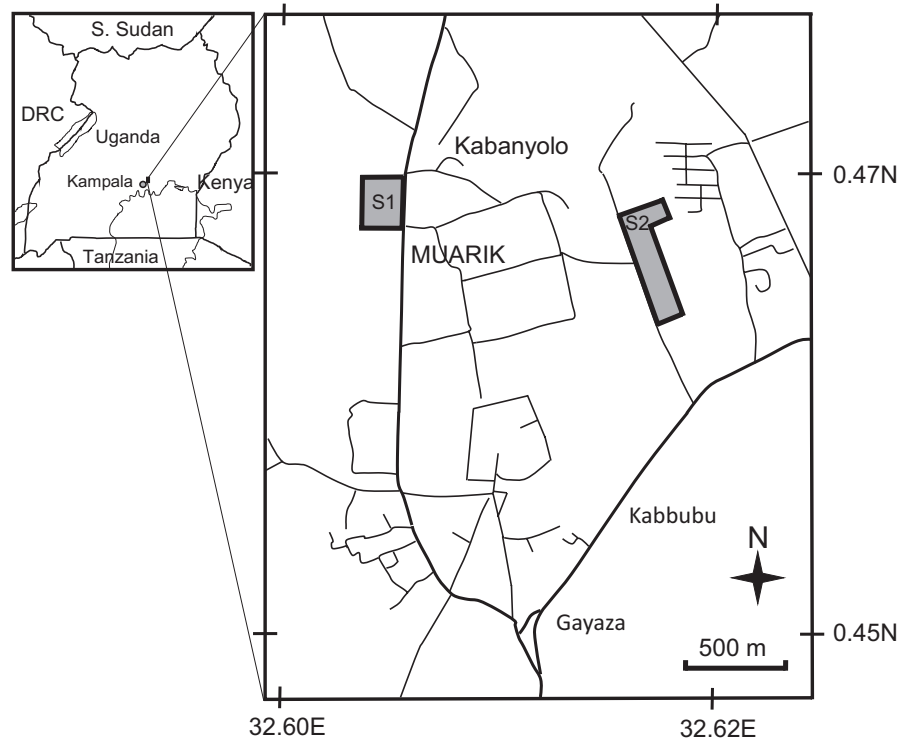 S. Sudan
DRC
Uganda
Kampala
Kenya
Tanzania
Kabanyolo
0.47N
S1
S2
MUARIK
Kabbubu
N
Gayaza
0.45N
500 m
32.60E
32.62E